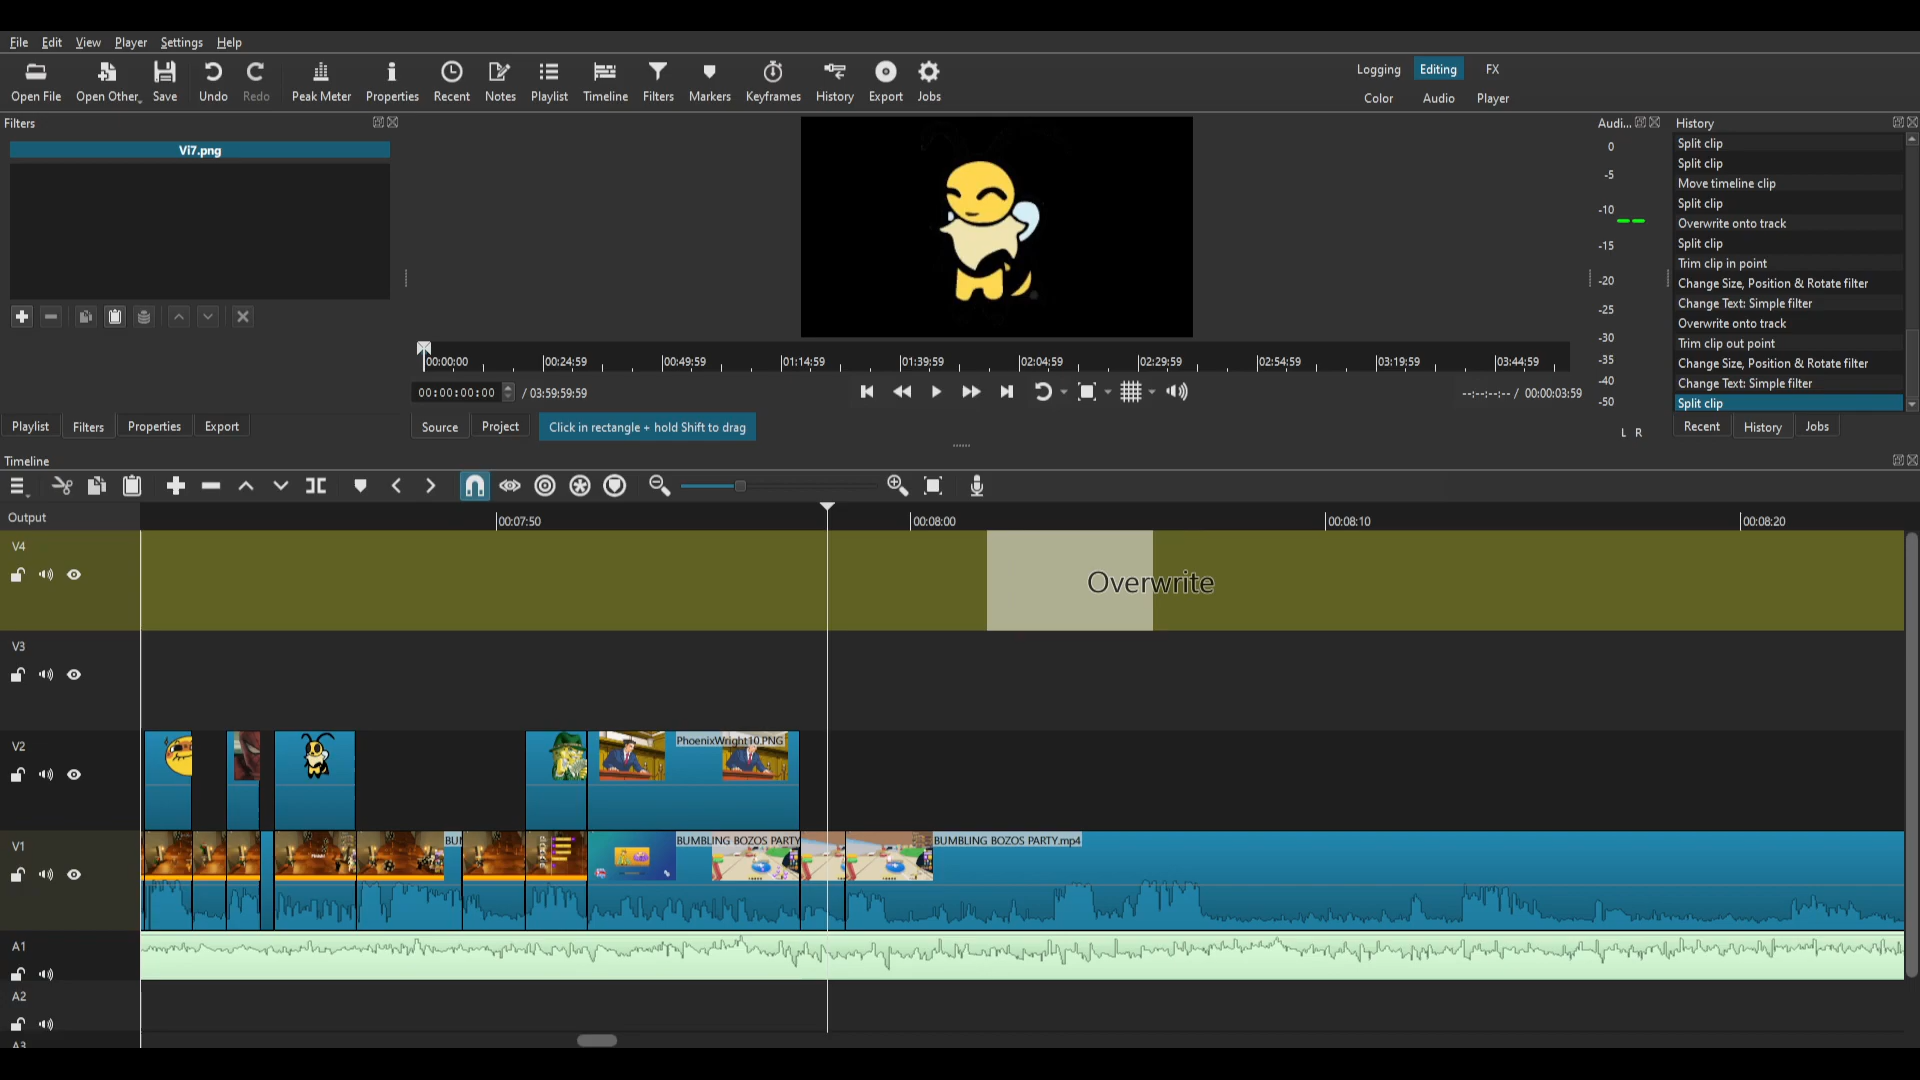 File Edit View Player Settings Help
Open File Open Other... Save Undo Redo Peak Meter Properties Recent Notes Playlist Timeline Filters Markers Keyframes History Export Jobs
Logging Editing FX
Color Audio Player
Filters
Vi7.png
Audi...
0
-5
-10
-15
-20
-25
-30
-35
-40
-50
L R
History
Split clip
Split clip
Move timeline clip
Split clip
Overwrite onto track
Split clip
Trim clip in point
Change Size, Position & Rotate filter
Change Text: Simple filter
Overwrite onto track
Trim clip out point
Change Size, Position & Rotate filter
Change Text: Simple filter
Split clip
00:00:00 00:24:59 00:49:59 01:14:59 01:39:59 02:04:59 02:29:59 02:54:59 03:19:59 03:44:59
00:00:00:00 / 03:59:59:59
--:--:--:-- / 00:00:03:59
Playlist Filters Properties Export
Source Project Click in rectangle + hold Shift to drag
Recent History Jobs
Timeline
Output
00:07:50 00:08:00 00:08:10 00:08:20
V4
Overwrite
V3
V2
PhoenixWright10.PNG
V1
BUI
BUMBLING BOZOS PARTY
BUMBLING BOZOS PARTY.mp4
A1
A2
A3